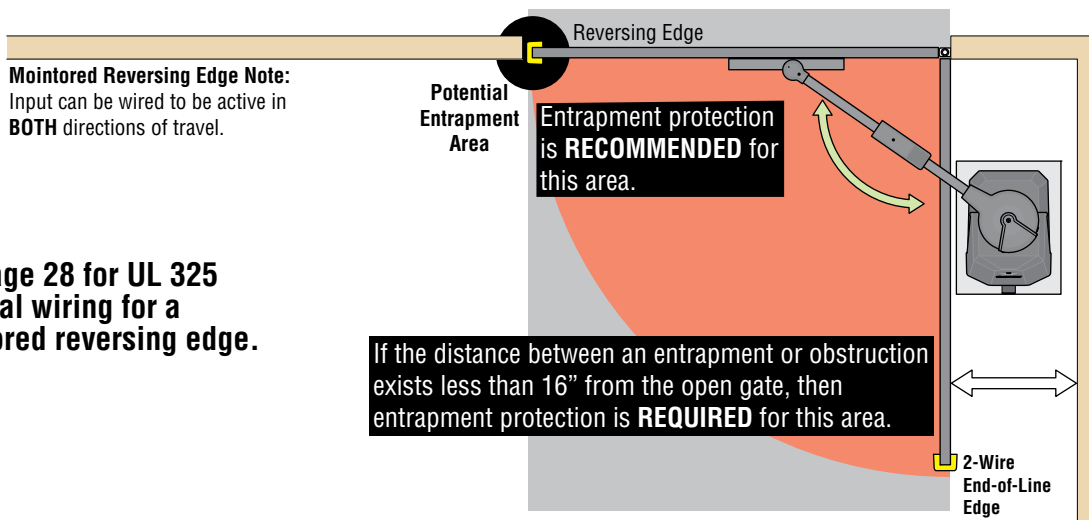 Reversing Edge
Mointored Reversing Edge Note:
Input can be wired to be active in
BOTH directions of travel.
Potential
Entrapment
Area
Entrapment protection
is RECOMMENDED for
this area.
28 for UL 325
wiring for a
reversing edge.
If the distance between an entrapment or obstruction
exists less than 16” from the open gate, then
entrapment protection is REQUIRED for this area.
2-Wire
End-of-Line
Edge